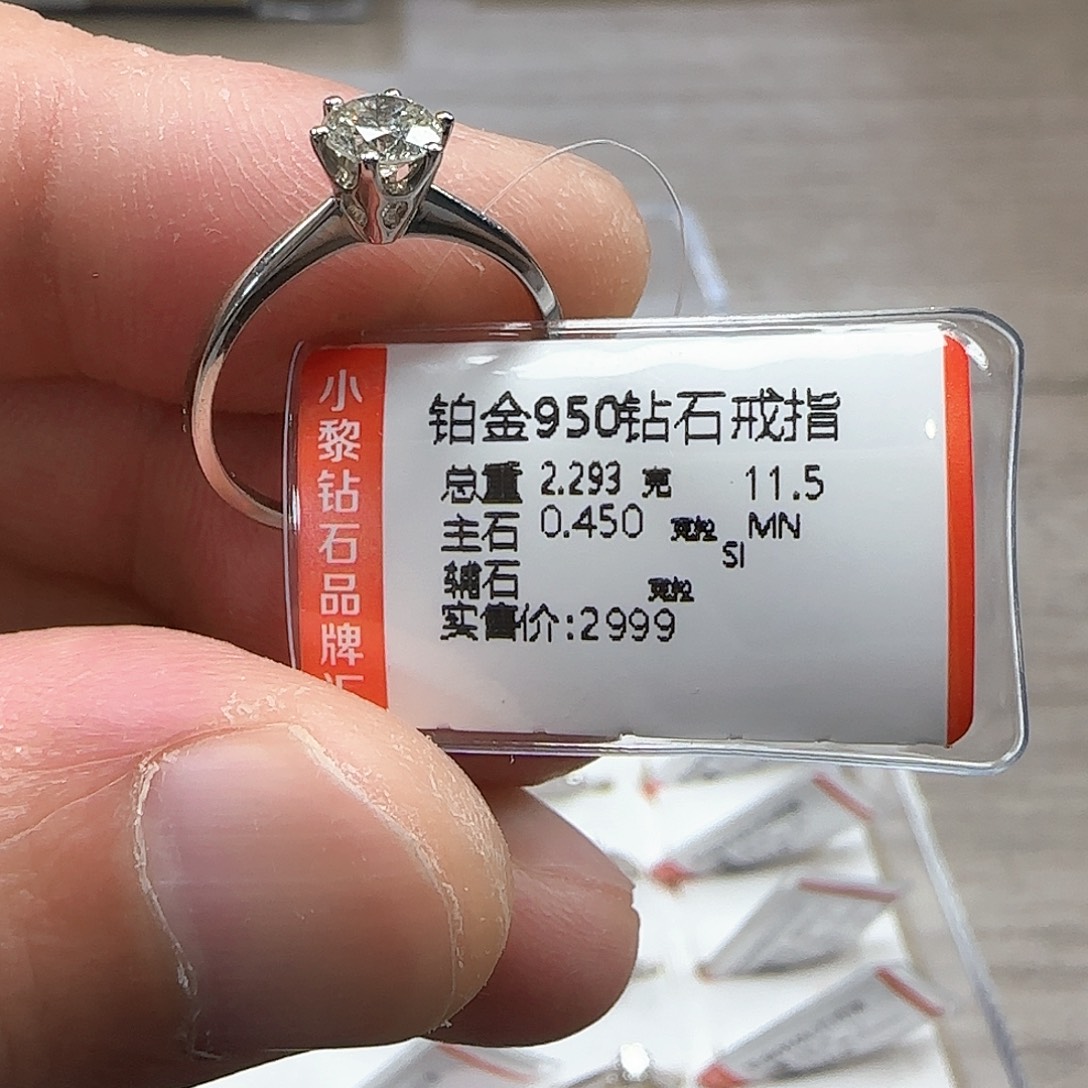 小黎钻石品牌汇
铂金950钻石戒指
总重 2.293 克 11.5
主石 0.450 克拉 MN
SI
辅石 克拉
实售价:2999